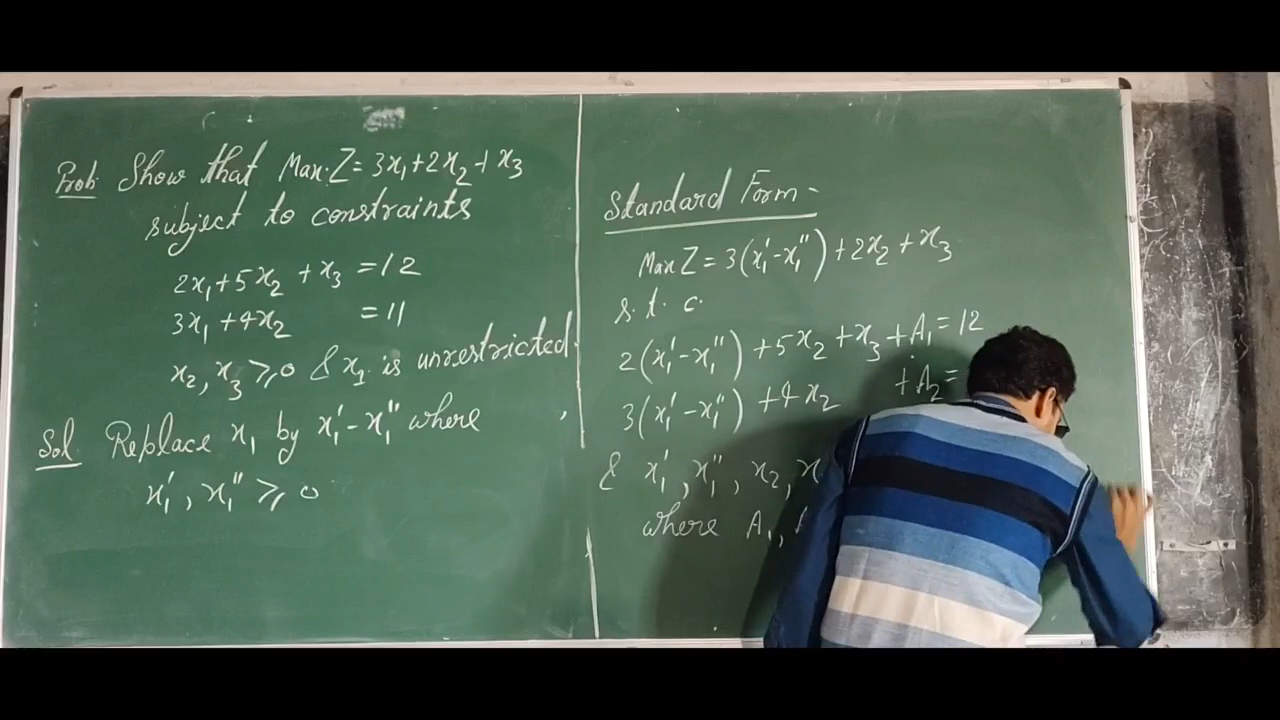 Prob. Show that Max. Z = 3x₁ + 2x₂ + x₃
subject to constraints
2x₁ + 5x₂ + x₃ = 12
3x₁ + 4x₂ = 11
x₂, x₃ ≥ 0 & x₁ is unrestricted.
Sol. Replace x₁ by x₁' - x₁'' where
x₁', x₁'' ≥ 0
Standard Form -
Max Z = 3(x₁' - x₁'') + 2x₂ + x₃
s. t. c.
2(x₁' - x₁'') + 5x₂ + x₃ + A₁ = 12
3(x₁' - x₁'') + 4x₂ + A₂ =
& x₁', x₁'', x₂,
where A₁,